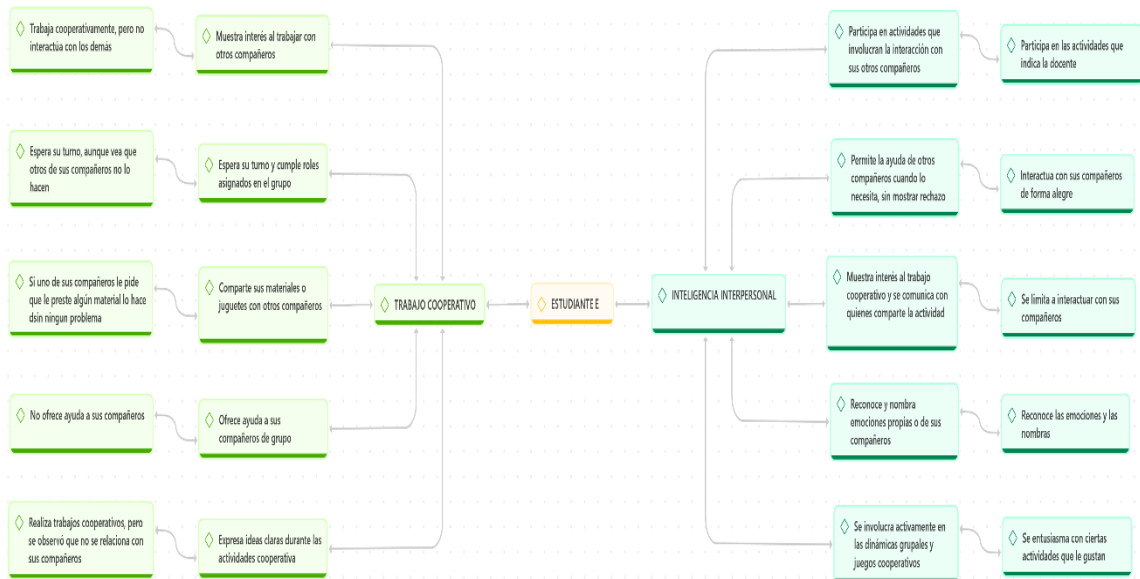 Trabaja cooperativamente, pero no
interactúa con los demás
Muestra interés al trabajar con
otros compañeros
Espera su turno, aunque vea que
otros de sus compañeros no lo
hacen
Espera su turno y cumple roles
asignados en el grupo
Si uno de sus compañeros le pide
que le preste algún material lo hace
dsin ningun problema
Comparte sus materiales o
juguetes con otros compañeros
No ofrece ayuda a sus compañeros
Ofrece ayuda a sus
compañeros de grupo
Realiza trabajos cooperativos, pero
se observó que no se relaciona con
sus compañeros
Expresa ideas claras durante las
actividades cooperativa
TRABAJO COOPERATIVO
ESTUDIANTE E
INTELIGENCIA INTERPERSONAL
Participa en actividades que
involucran la interacción con
sus otros compañeros
Participa en las actividades que
indica la docente
Permite la ayuda de otros
compañeros cuando lo
necesita, sin mostrar rechazo
Interactua con sus compañeros
de forma alegre
Muestra interés al trabajo
cooperativo y se comunica con
quienes comparte la actividad
Se limita a interactuar con sus
compañeros
Reconoce y nombra
emociones propias o de sus
compañeros
Reconoce las emociones y las
nombras
Se involucra activamente en
las dinámicas grupales y
juegos cooperativos
Se entusiasma con ciertas
actividades que le gustan